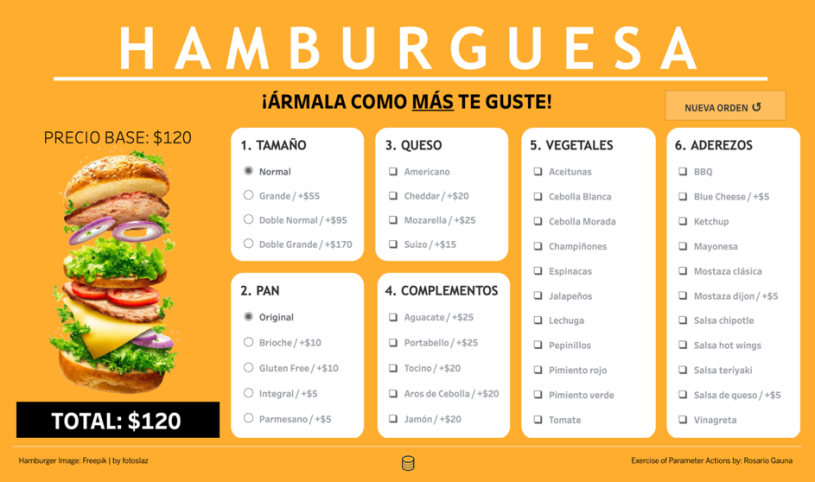 HAMBURGUESA
¡ÁRMALA COMO MÁS TE GUSTE!
NUEVA ORDEN ↺
PRECIO BASE: $120
TOTAL: $120
1. TAMAÑO
Normal
Grande / +$55
Doble Normal / +$95
Doble Grande / +$170
2. PAN
Original
Brioche / +$10
Gluten Free / +$10
Integral / +$5
Parmesano / +$5
3. QUESO
Americano
Cheddar / +$20
Mozarella / +$25
Suizo / +$15
4. COMPLEMENTOS
Aguacate / +$25
Portabello / +$25
Tocino / +$20
Aros de Cebolla / +$20
Jamón / +$20
5. VEGETALES
Aceitunas
Cebolla Blanca
Cebolla Morada
Champiñones
Espinacas
Jalapeños
Lechuga
Pepinillos
Pimiento rojo
Pimiento verde
Tomate
6. ADEREZOS
BBQ
Blue Cheese / +$5
Ketchup
Mayonesa
Mostaza clásica
Mostaza dijon / +$5
Salsa chipotle
Salsa hot wings
Salsa teriyaki
Salsa de queso / +$5
Vinagreta
Hamburger Image: Freepik | by fotoslaz
Exercise of Parameter Actions by: Rosario Gauna